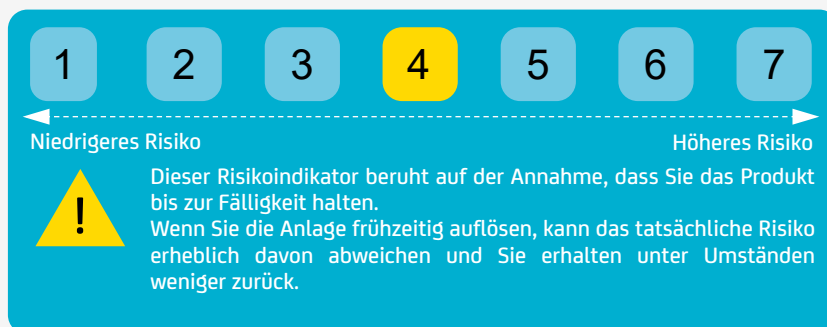 1 2 3 4 5 6 7
Niedrigeres Risiko Höheres Risiko
! Dieser Risikoindikator beruht auf der Annahme, dass Sie das Produkt
bis zur Fälligkeit halten.
Wenn Sie die Anlage frühzeitig auflösen, kann das tatsächliche Risiko
erheblich davon abweichen und Sie erhalten unter Umständen
weniger zurück.